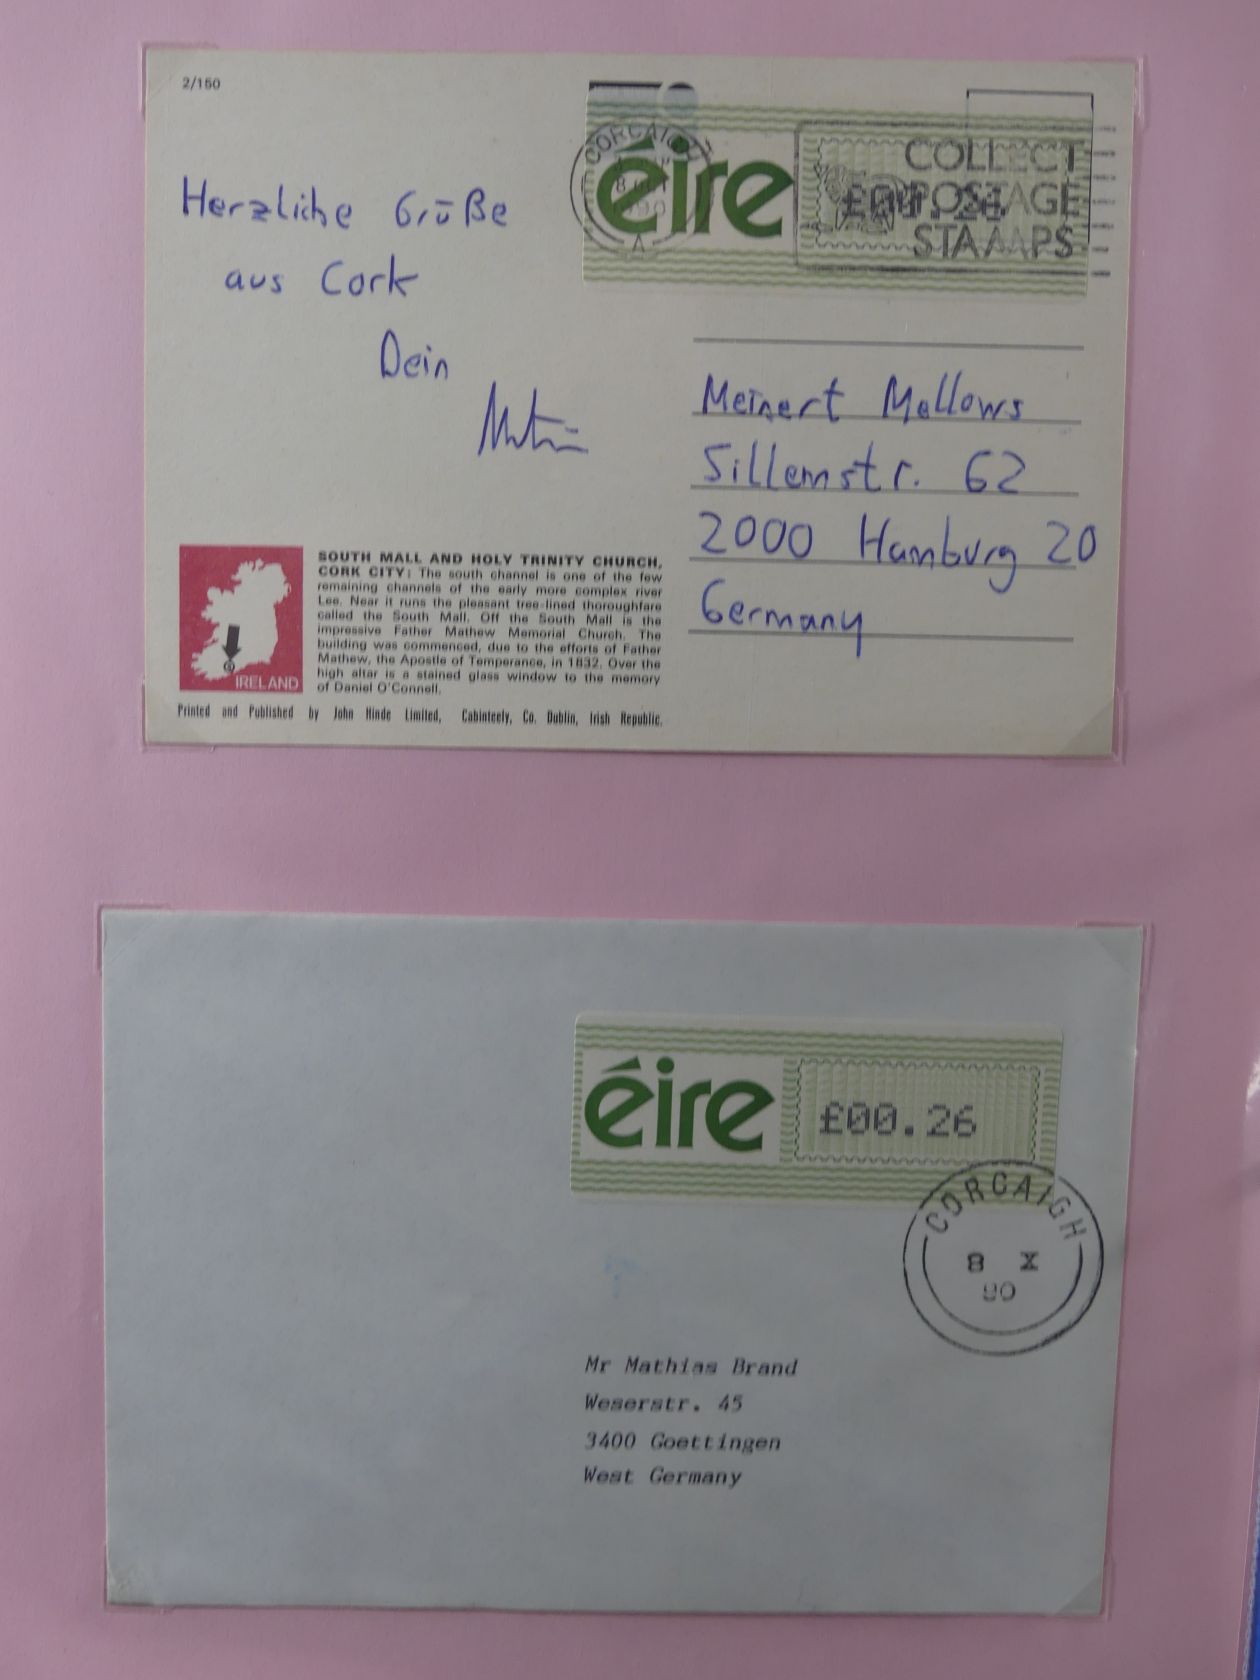 2/150
CORCAIGH
8
A
éire
COLLECT
POSTAGE
STAMPS
Herzliche Grüße
aus Cork
Dein
Meinert Mellows
Sillemstr. 62
2000 Hamburg 20
Germany
IRELAND
SOUTH MALL AND HOLY TRINITY CHURCH,
CORK CITY: The south channel is one of the few
remaining channels of the early more complex river
Lee. Near it runs the pleasant tree-lined thoroughfare
called the South Mall. Off the South Mall is the
impressive Father Mathew Memorial Church. The
building was commenced, due to the efforts of Father
Mathew, the Apostle of Temperance, in 1832. Over the
high altar is a stained glass window to the memory
of Daniel O'Connell.
Printed and Published by John Hinde Limited, Cabinteely, Co. Dublin, Irish Republic.
éire
£00.26
CORCAIGH
8 X
90
Mr Mathias Brand
Weserstr. 45
3400 Goettingen
West Germany